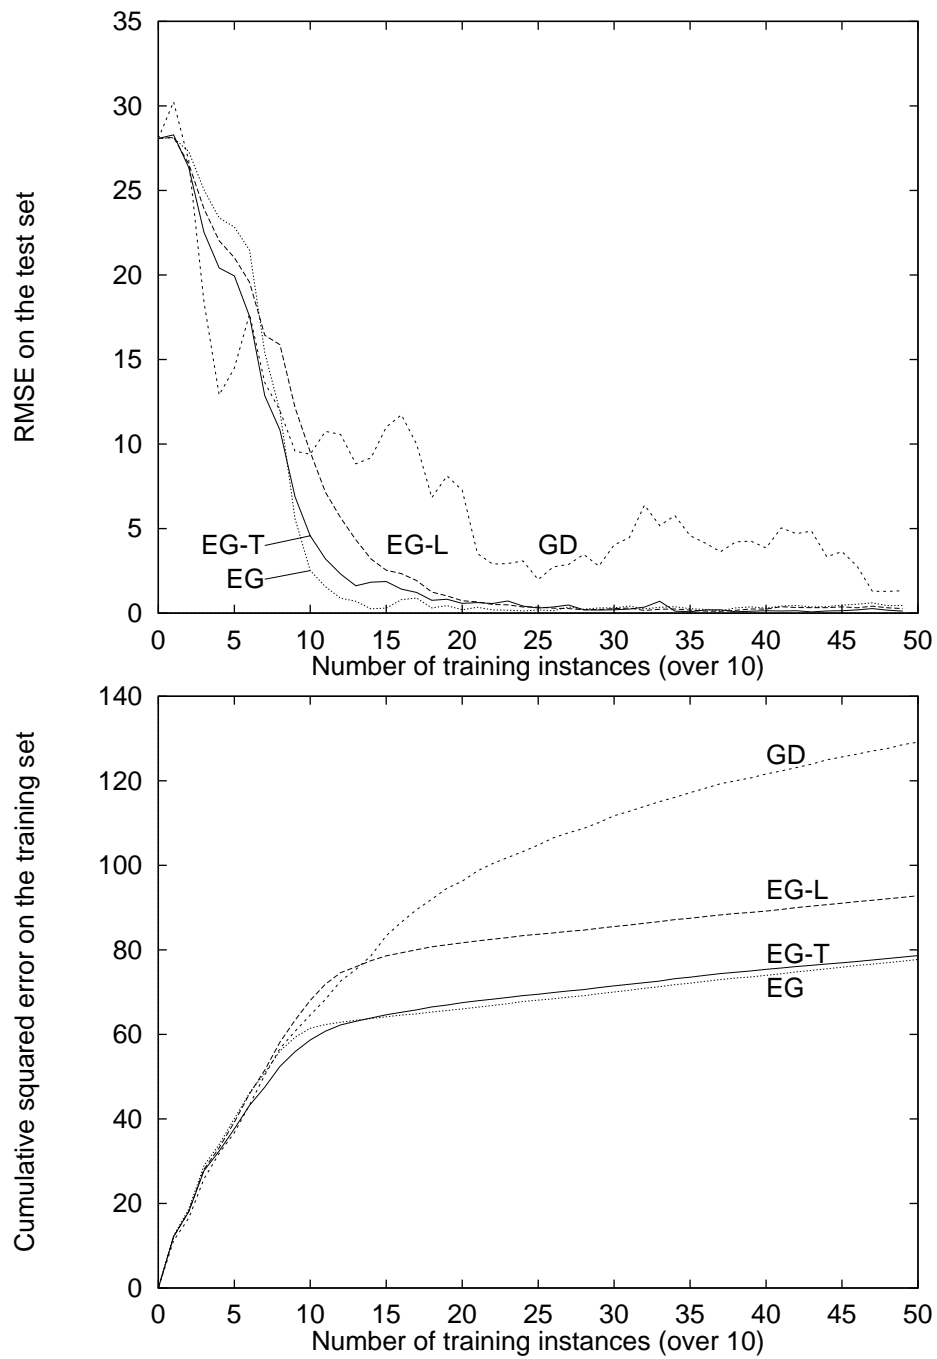 35
30
25
20
15
10
5
0
RMSE on the test set
EG-T
EG
EG-L
GD
0 5 10 15 20 25 30 35 40 45 50
Number of training instances (over 10)
140
120
100
80
60
40
20
0
Cumulative squared error on the training set
GD
EG-L
EG-T
EG
0 5 10 15 20 25 30 35 40 45 50
Number of training instances (over 10)